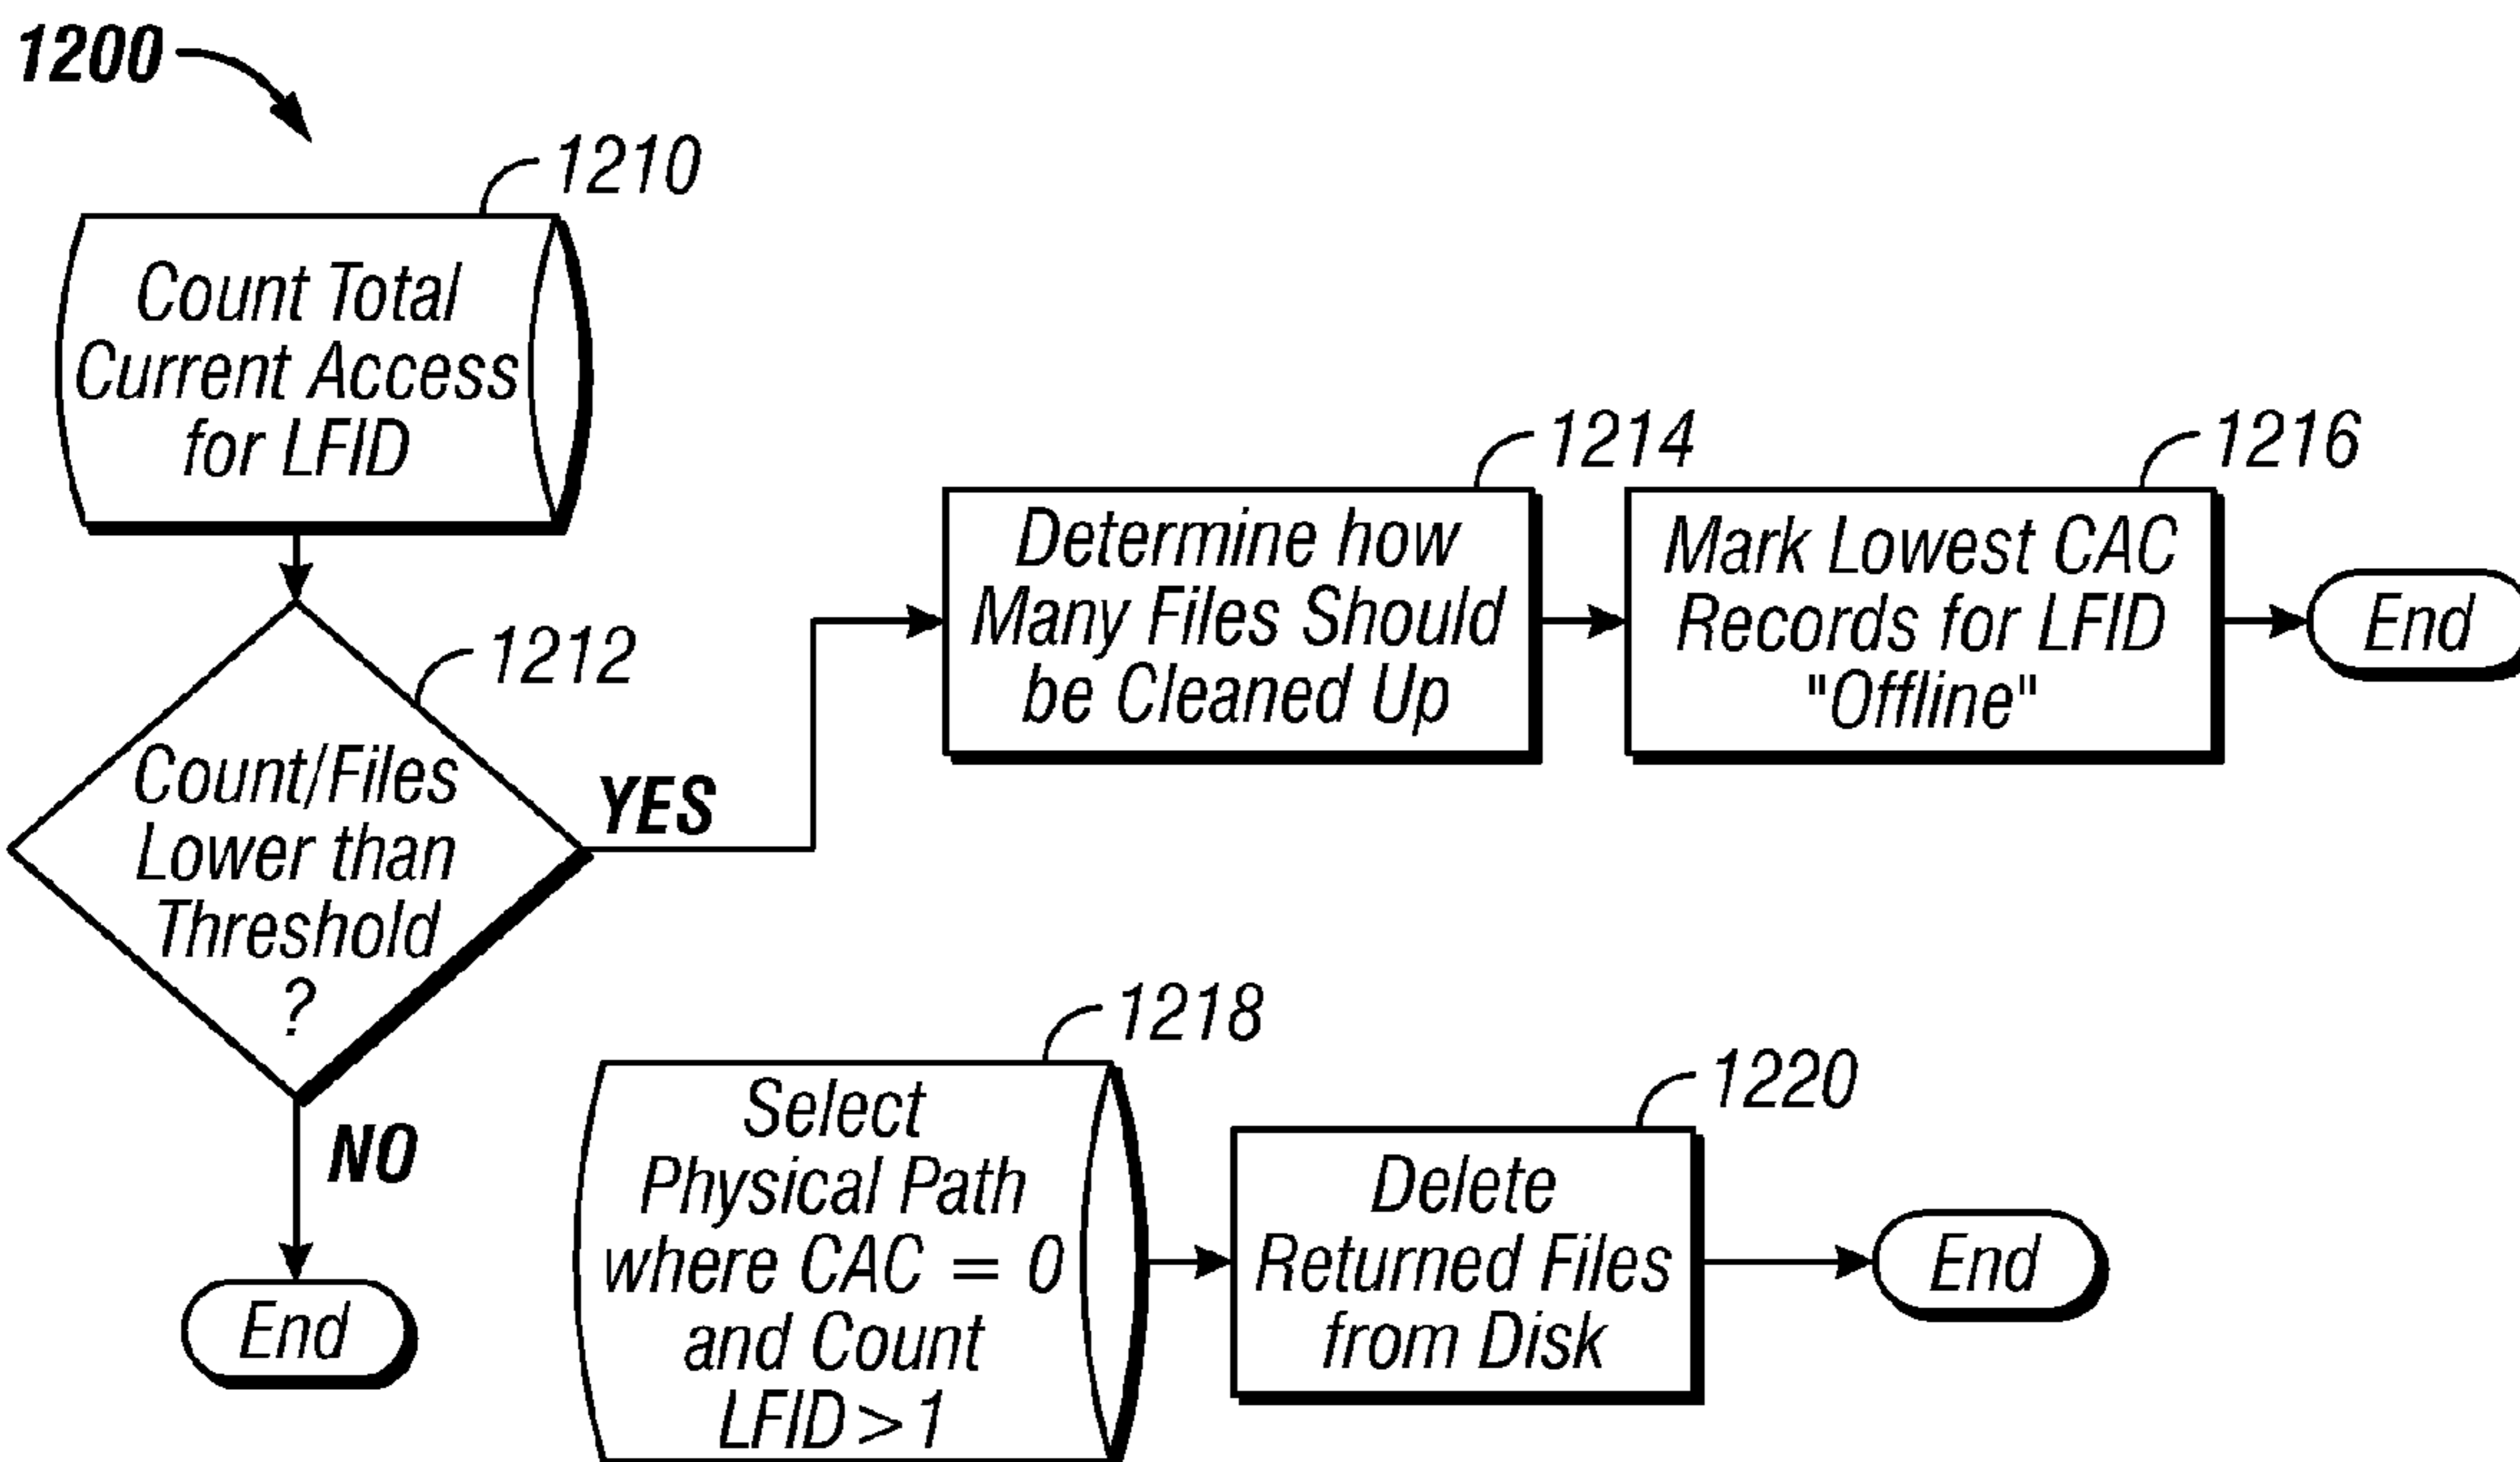 1200
1210
Count Total
Current Access
for LFID
1212
Count/Files
Lower than
Threshold
?
YES
NO
End
1214
Determine how
Many Files Should
be Cleaned Up
1216
Mark Lowest CAC
Records for LFID
"Offline"
End
1218
Select
Physical Path
where CAC = 0
and Count
LFID > 1
1220
Delete
Returned Files
from Disk
End